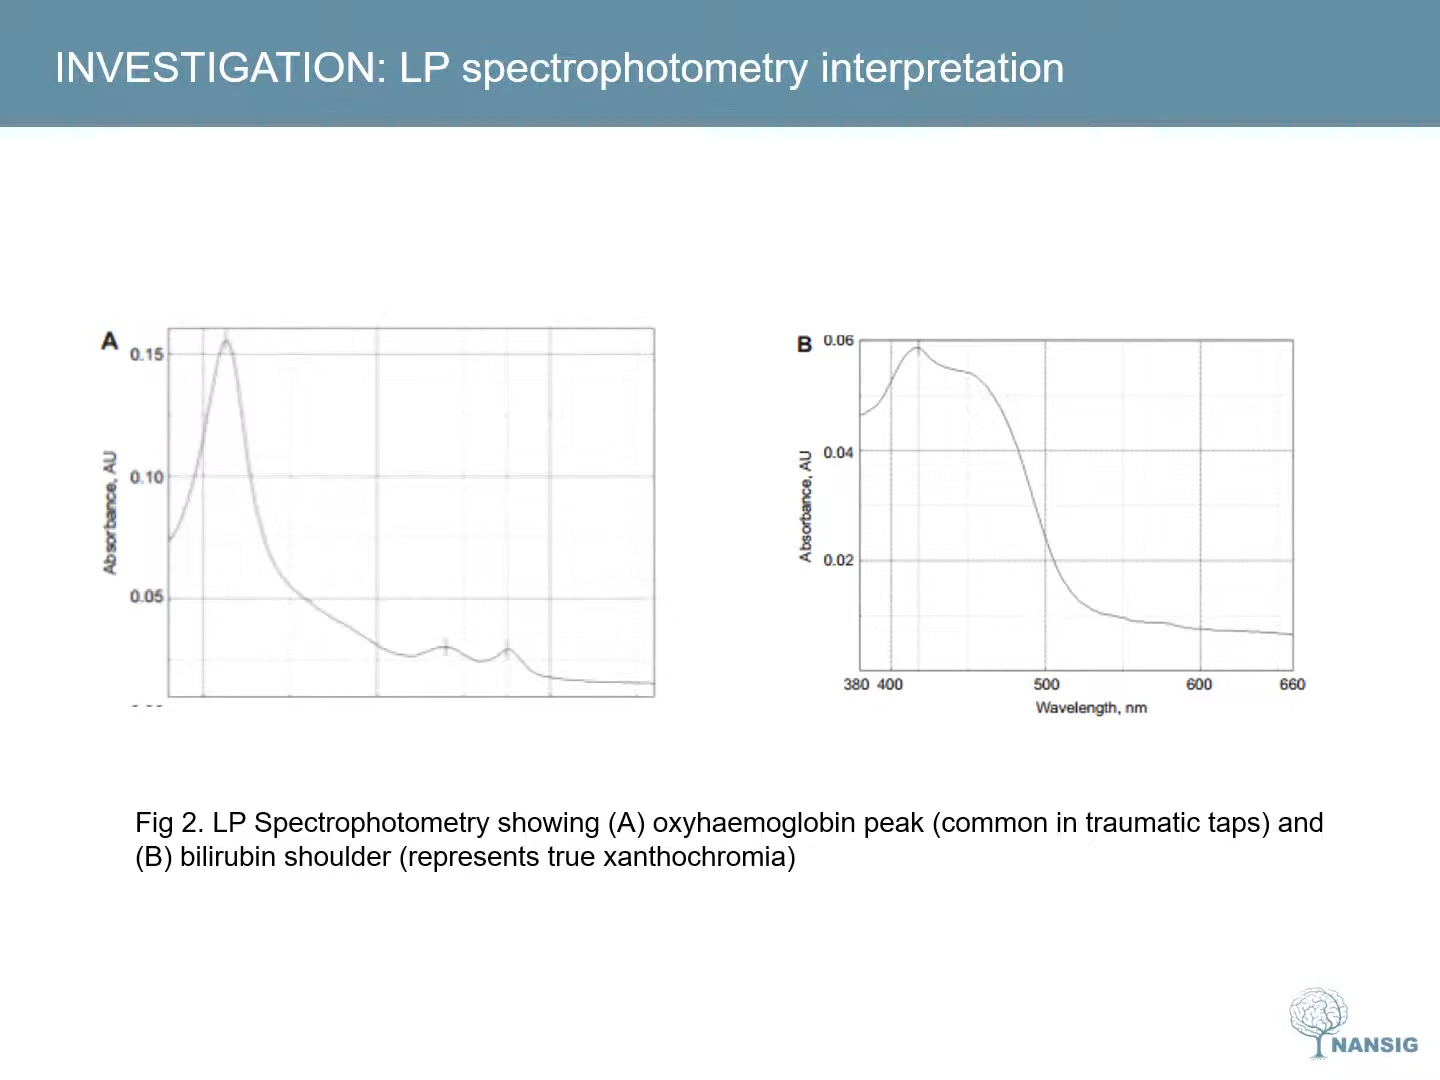 INVESTIGATION: LP spectrophotometry interpretation
A
0.15
0.10
0.05
Absorbance, AU
B
0.06
0.04
0.02
Absorbance, AU
380 400 500 600 660
Wavelength, nm
Fig 2. LP Spectrophotometry showing (A) oxyhaemoglobin peak (common in traumatic taps) and
(B) bilirubin shoulder (represents true xanthochromia)
NANSIG